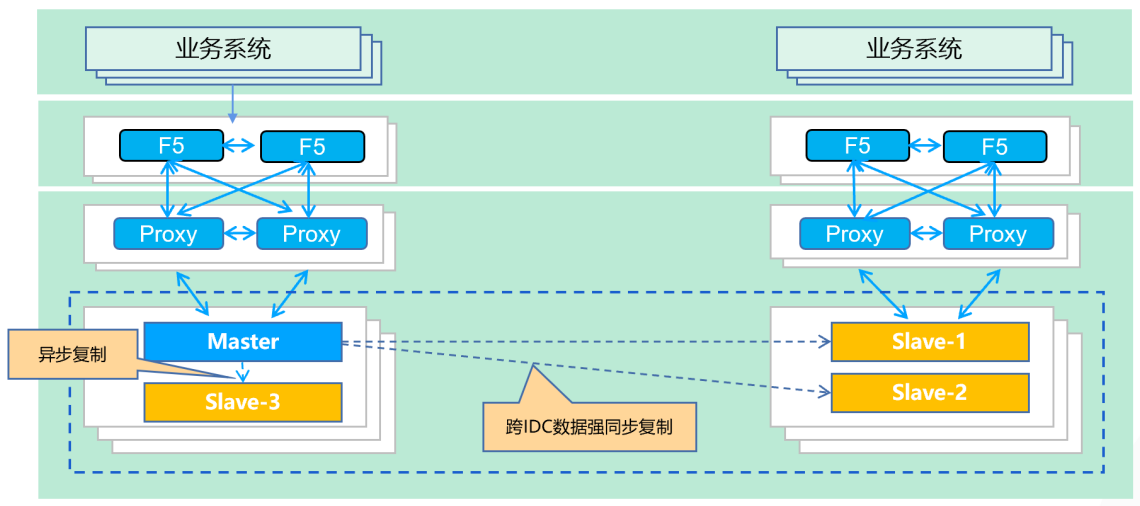 业务系统
业务系统
F5
F5
F5
F5
Proxy
Proxy
Proxy
Proxy
Master
Slave-3
Slave-1
Slave-2
异步复制
跨IDC数据强同步复制